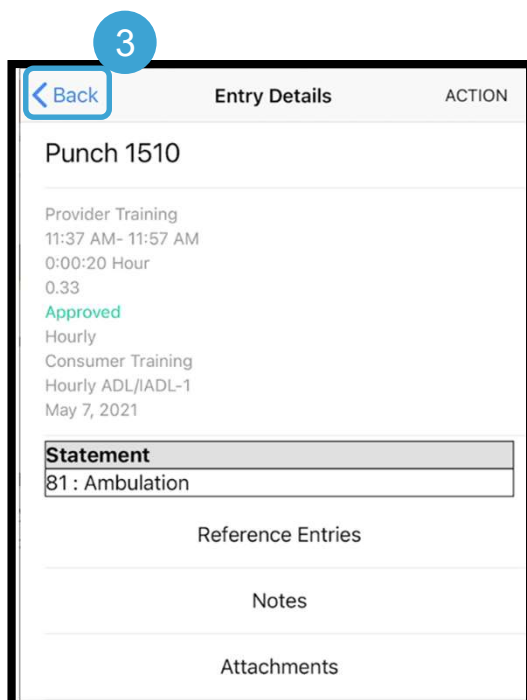 3
Back Entry Details ACTION
Punch 1510
Provider Training
11:37 AM- 11:57 AM
0:00:20 Hour
0.33
Approved
Hourly
Consumer Training
Hourly ADL/IADL-1
May 7, 2021
Statement
81 : Ambulation
Reference Entries
Notes
Attachments